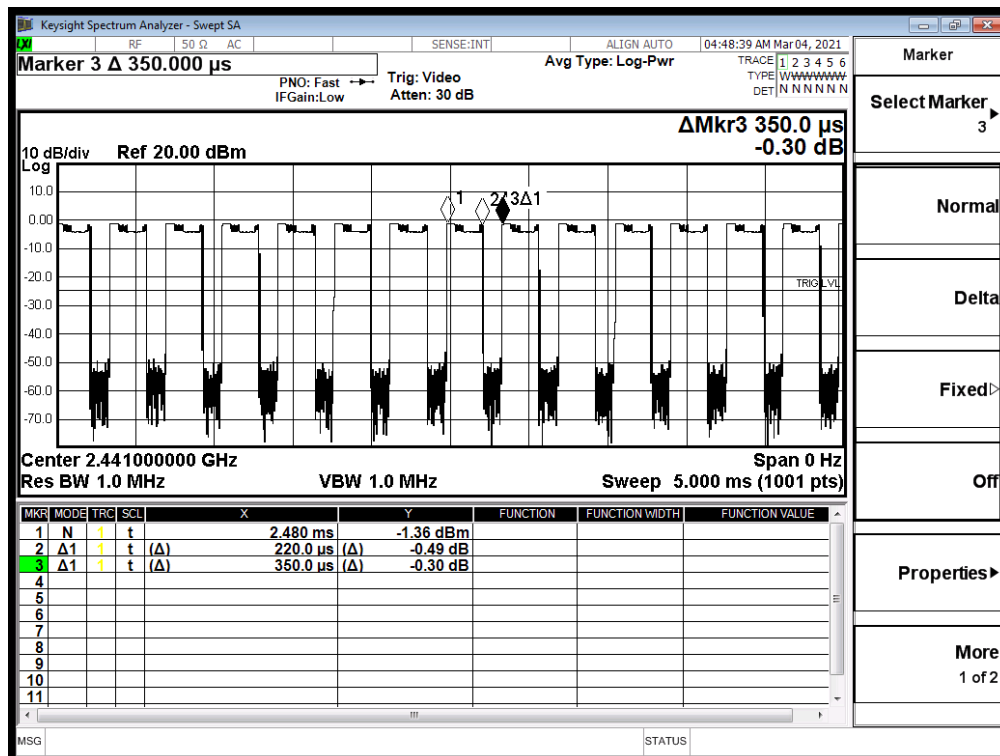 Keysight Spectrum Analyzer - Swept SA
LXI RF 50 Ω AC SENSE:INT ALIGN AUTO 04:48:39 AM Mar 04, 2021
Marker 3 Δ 350.000 µs
PNO: Fast
IFGain:Low
Trig: Video
Atten: 30 dB
Avg Type: Log-Pwr
TRACE 1 2 3 4 5 6
TYPE WWWWWW
DET N N N N N N
ΔMkr3 350.0 µs
-0.30 dB
10 dB/div Ref 20.00 dBm
Log
10.0
0.00
-10.0
-20.0
-30.0
-40.0
-50.0
-60.0
-70.0
1 2 3Δ1
TRIG LVL
Center 2.441000000 GHz Span 0 Hz
Res BW 1.0 MHz VBW 1.0 MHz Sweep 5.000 ms (1001 pts)
MKR MODE TRC SCL X Y FUNCTION FUNCTION WIDTH FUNCTION VALUE
1 N 1 t 2.480 ms -1.36 dBm
2 Δ1 1 t (Δ) 220.0 µs (Δ) -0.49 dB
3 Δ1 1 t (Δ) 350.0 µs (Δ) -0.30 dB
4
5
6
7
8
9
10
11
MSG STATUS
Marker
Select Marker
3
Normal
Delta
Fixed
Off
Properties
More
1 of 2